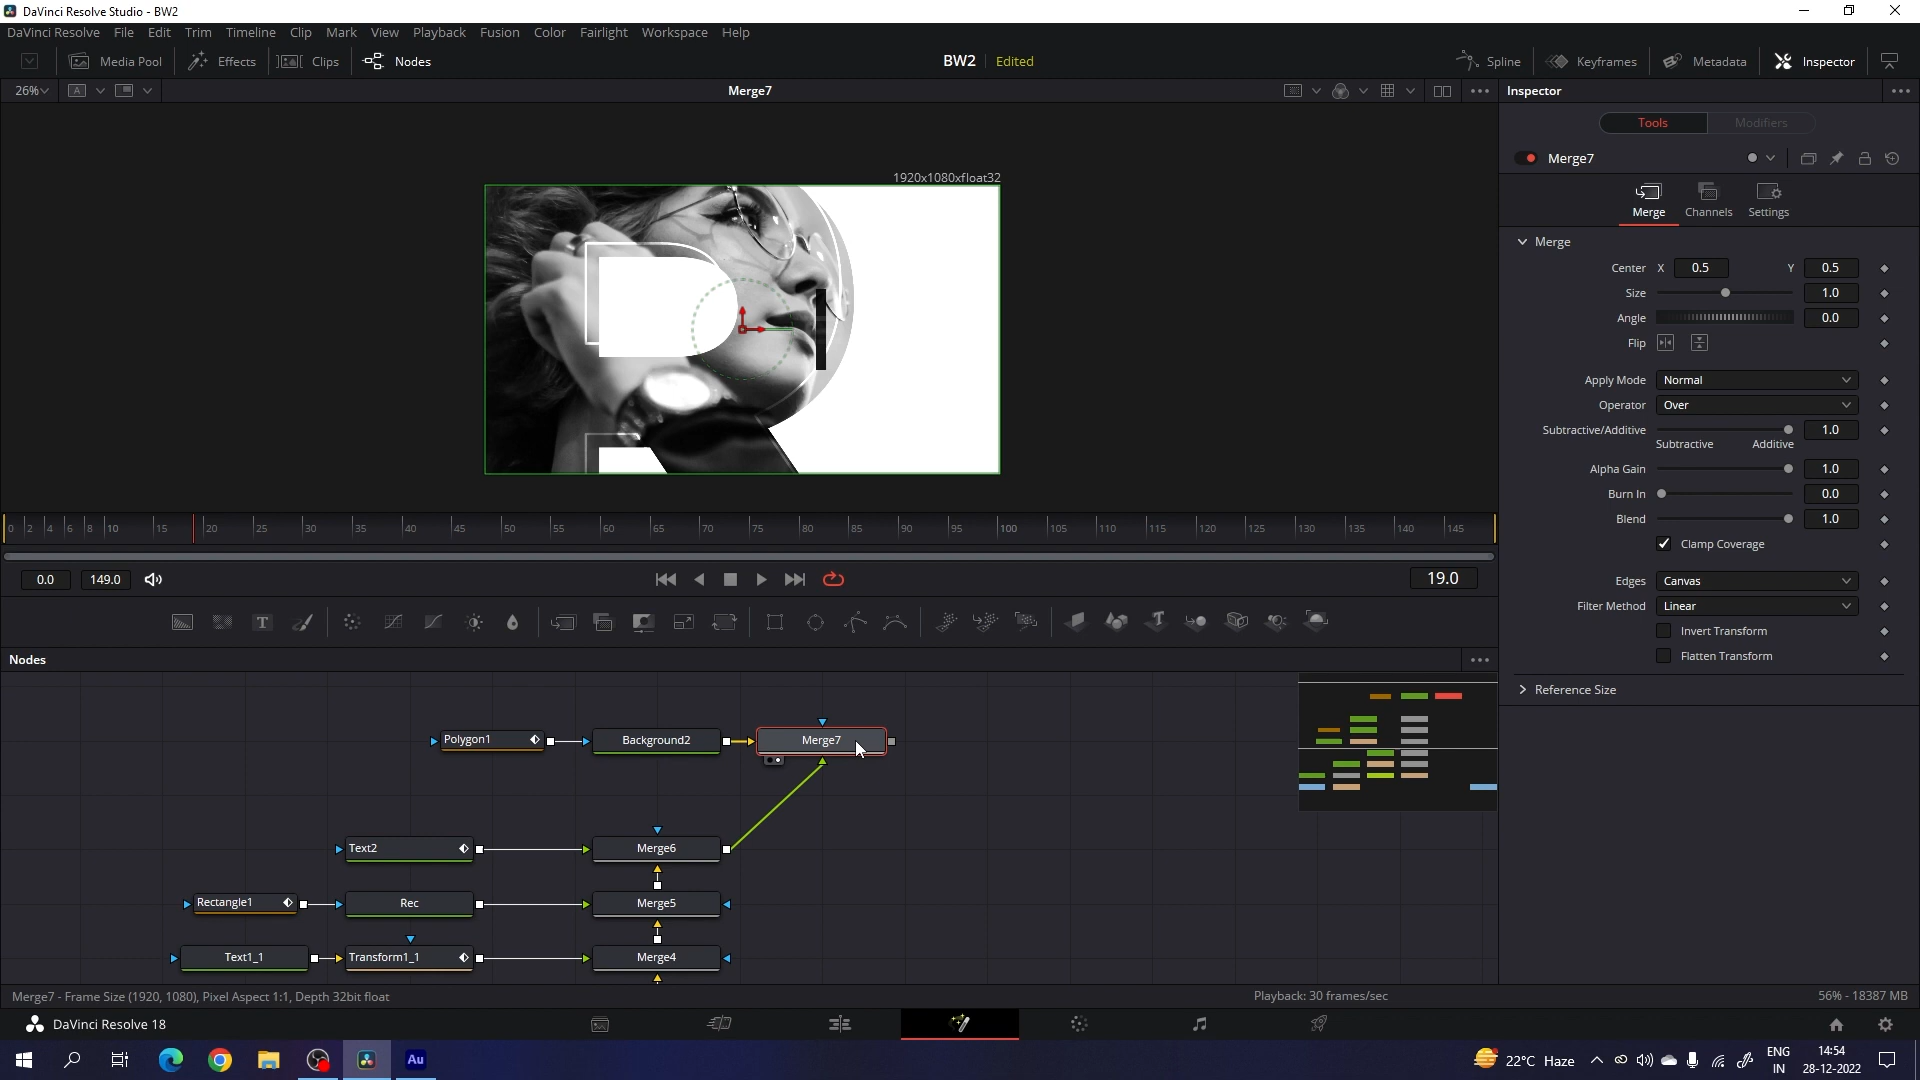 DaVinci Resolve Studio - BW2
DaVinci Resolve File Edit Trim Timeline Clip Mark View Playback Fusion Color Fairlight Workspace Help
Media Pool Effects Clips Nodes BW2 Edited Spline Keyframes Metadata Inspector
26% A Merge7 Inspector
Tools Modifiers
Merge7
1920x1080xfloat32
Merge Channels Settings
Merge
Center X 0.5 Y 0.5
Size 1.0
Angle 0.0
Flip
Apply Mode Normal
Operator Over
Subtractive/Additive 1.0
Subtractive Additive
Alpha Gain 1.0
Burn In 0.0
Blend 1.0
Clamp Coverage
Edges Canvas
Filter Method Linear
Invert Transform
Flatten Transform
Reference Size
0 2 4 6 8 10 15 20 25 30 35 40 45 50 55 60 65 70 75 80 85 90 95 100 105 110 115 120 125 130 135 140 145
0.0 149.0 19.0
Nodes
Polygon1 Background2 Merge7
Text2 Merge6
Rectangle1 Rec Merge5
Text1_1 Transform1_1 Merge4
Merge7 - Frame Size (1920, 1080), Pixel Aspect 1:1, Depth 32bit float Playback: 30 frames/sec 56% - 18387 MB
DaVinci Resolve 18
Au 22°C Haze ENG IN 14:54 28-12-2022